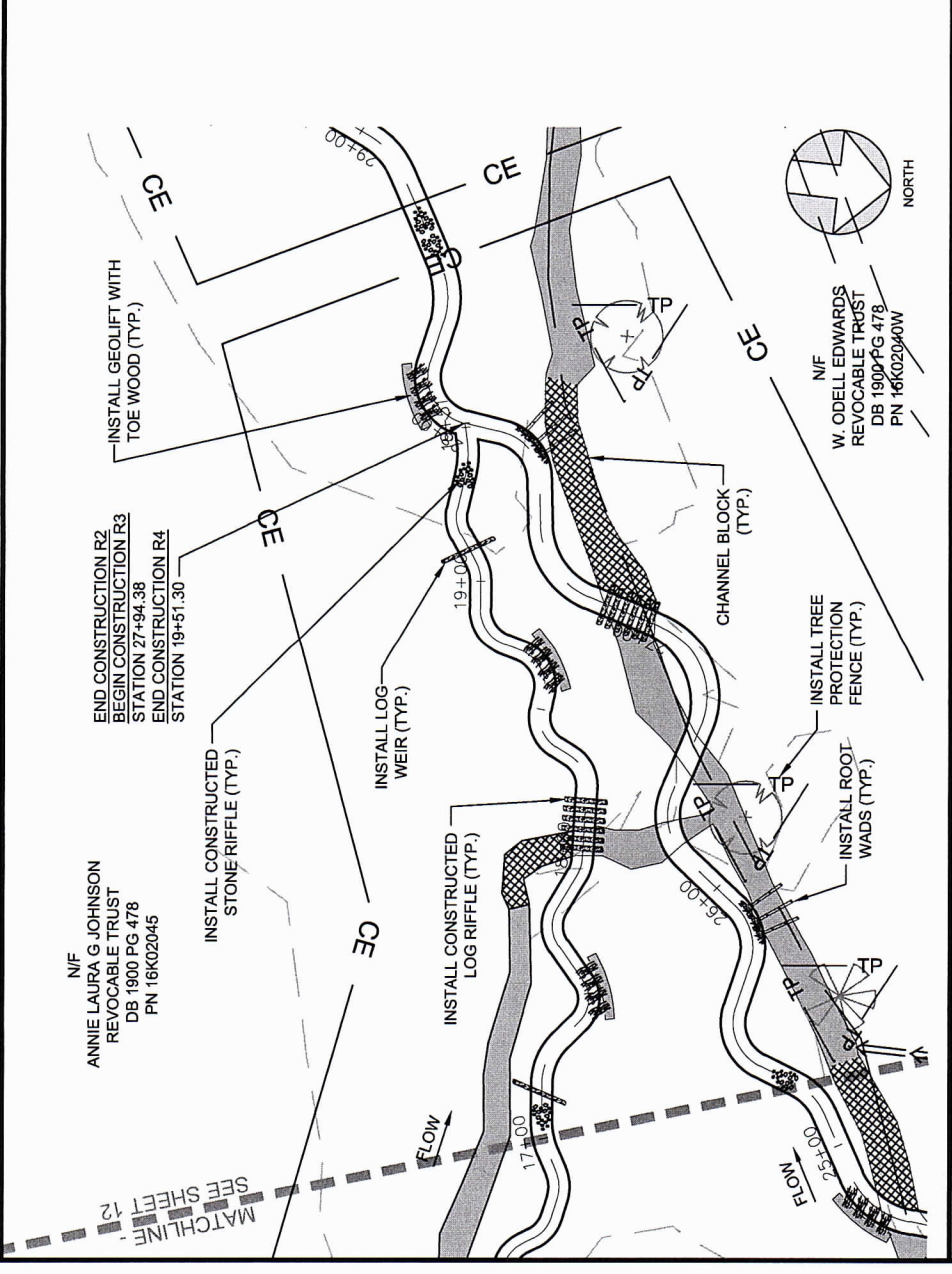 CE
29+00
CE
CE
NORTH
INSTALL GEOLIFT WITH
TOE WOOD (TYP.)
TP
TP
TP
CE
N/F
W. ODELL EDWARDS
REVOCABLE TRUST
DB 1900 PG 478
PN 16K02040W
END CONSTRUCTION R2
BEGIN CONSTRUCTION R3
STATION 27+94.38
END CONSTRUCTION R4
STATION 19+51.30
CE
19+00
CHANNEL BLOCK
(TYP.)
INSTALL LOG
WEIR (TYP.)
INSTALL CONSTRUCTED
STONE RIFFLE (TYP.)
INSTALL TREE
PROTECTION
FENCE (TYP.)
TP
TP
TP
INSTALL ROOT
WADS (TYP.)
INSTALL CONSTRUCTED
LOG RIFFLE (TYP.)
26+00
N/F
ANNIE LAURA G JOHNSON
REVOCABLE TRUST
DB 1900 PG 478
PN 16K02045
CE
TP
TP
TP
17+00
FLOW
25+00
FLOW
MATCHLINE -
SEE SHEET 12